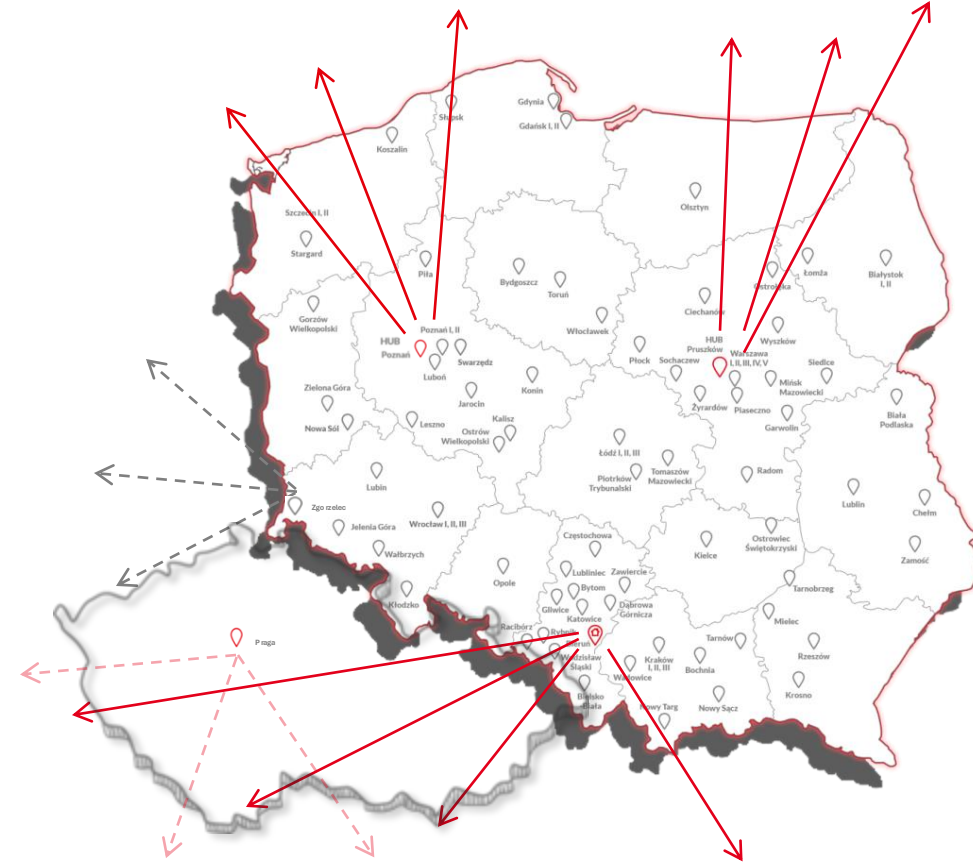 Gdynia
Słupsk
Gdańsk I, II
Koszalin
Olsztyn
Szczecin I, II
Stargard
Piła
Bydgoszcz
Toruń
Łomża
Białystok
I, II
Ostrołęka
Ciechanów
Gorzów
Wielkopolski
Włocławek
Wyszków
HUB
Poznań
Poznań I, II
Swarzędz
Luboń
Płock
HUB
Pruszków
Warszawa
I, II, III, IV, V
Sochaczew
Siedlce
Mińsk
Mazowiecki
Konin
Zielona Góra
Jarocin
Żyrardów
Piaseczno
Biała
Podlaska
Nowa Sól
Leszno
Kalisz
Ostrów
Wielkopolski
Garwolin
Łódź I, II, III
Piotrków
Trybunalski
Tomaszów
Mazowiecki
Radom
Lubin
Lublin
Chełm
Zgo rzelec
Jelenia Góra
Wrocław I, II, III
Wałbrzych
Częstochowa
Kielce
Ostrowiec
Świętokrzyski
Zamość
Opole
Lubliniec
Zawiercie
Tarnobrzeg
Kłodzko
Bytom
Gliwice
Katowice
Dąbrowa
Górnicza
Mielec
Racibórz
Rybnik
Bieruń
P raga
Wodzisław
Śląski
Wadowice
Kraków
I, II, III
Bochnia
Tarnów
Rzeszów
Bielsko
-Biała
Nowy Targ
Nowy Sącz
Krosno